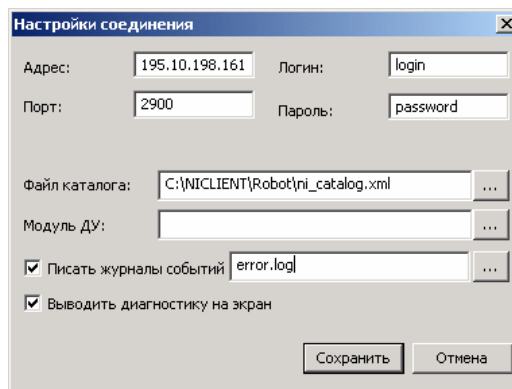 Настройки соединения
Адрес: 195.10.198.161 Логин: login
Порт: 2900 Пароль: password
Файл каталога: C:\NICLIENT\Robot\ni_catalog.xml ...
Модуль ДУ: ...
Писать журналы событий error.log ...
Выводить диагностику на экран
Сохранить Отмена